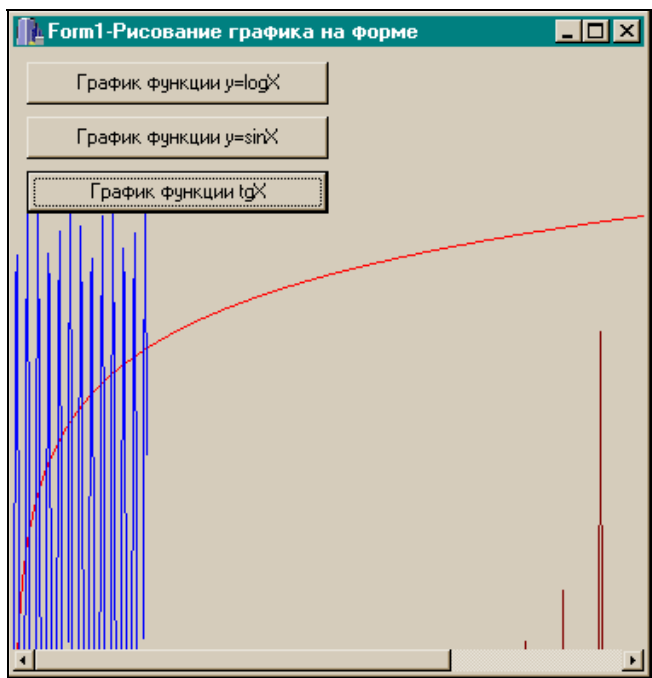 Form1-Рисование графика на форме
График функции y=logX
График функции y=sinX
График функции tgX